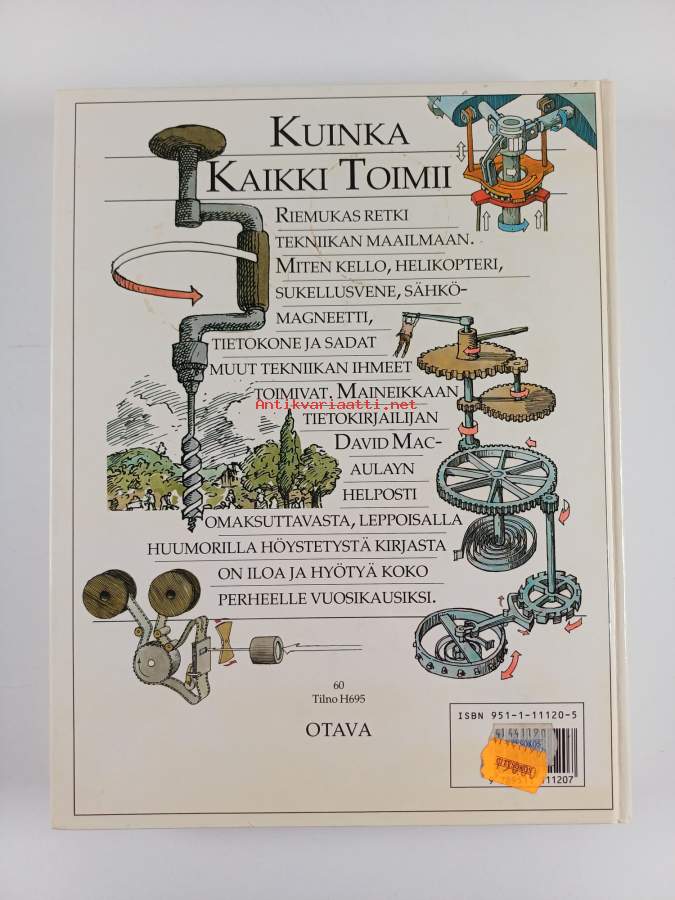 KUINKA
KAIKKI TOIMII
RIEMUKAS RETKI
TEKNIIKAN MAAILMAAN.
MITEN KELLO, HELIKOPTERI,
SUKELLUSVENE, SÄHKÖ-
MAGNEETTI,
TIETOKONE JA SADAT
MUUT TEKNIIKAN IHMEET
TOIMIVAT. MAINEIKKAAN
Antikvariaatti.net
TIETOKIRJAILIJAN
DAVID MAC-
AULAYN
HELPOSTI
OMAKSUTTAVASTA, LEPPOISALLA
HUUMORILLA HÖYSTETYSTÄ KIRJASTA
ON ILOA JA HYÖTYÄ KOKO
PERHEELLE VUOSIKAUSIKSI.
60
Tilno H695
OTAVA
ISBN 951-1-11120-5
11207